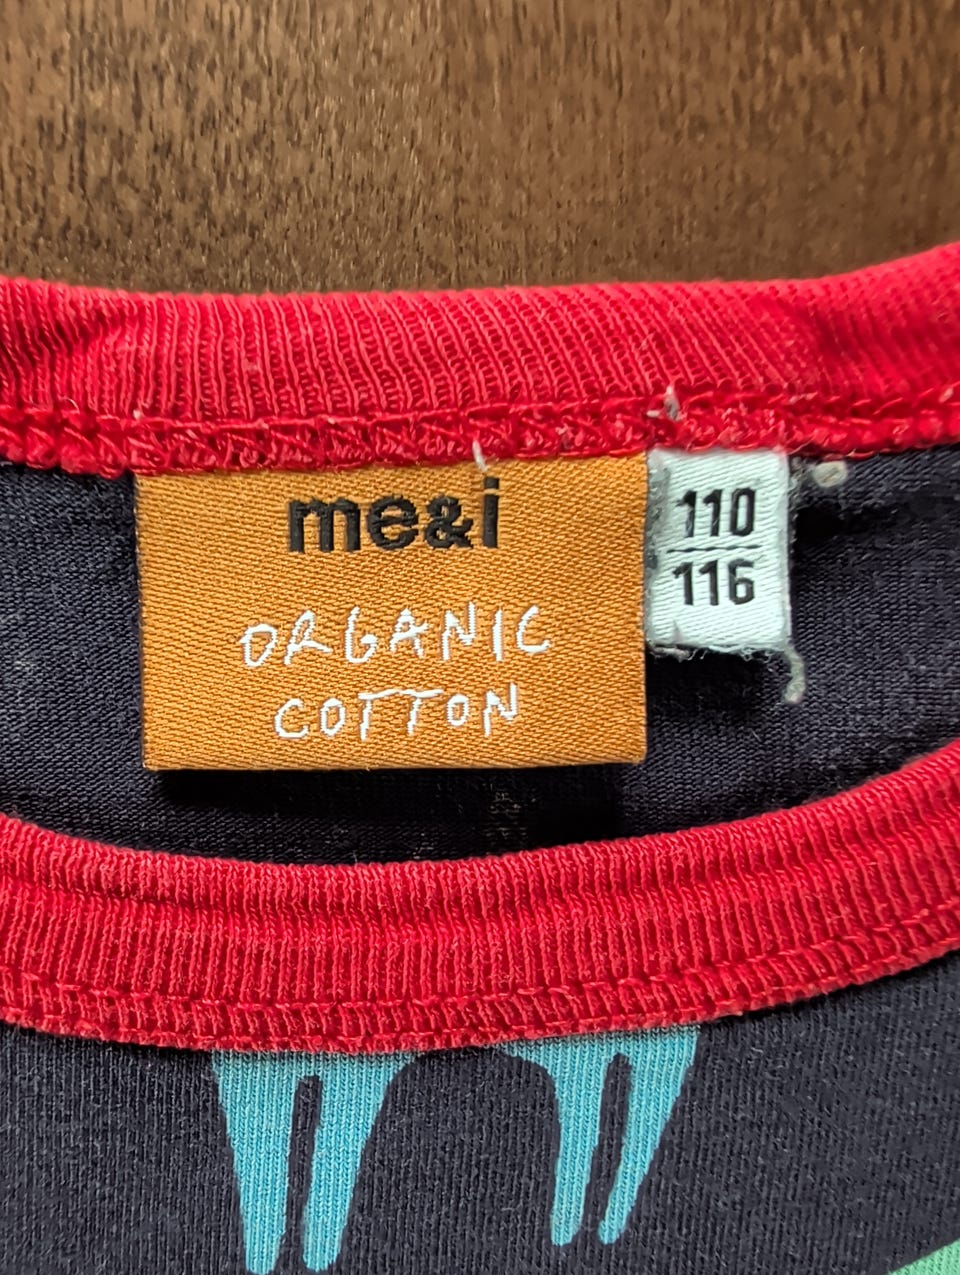 me&i
ORGANIC
COTTON
110
116